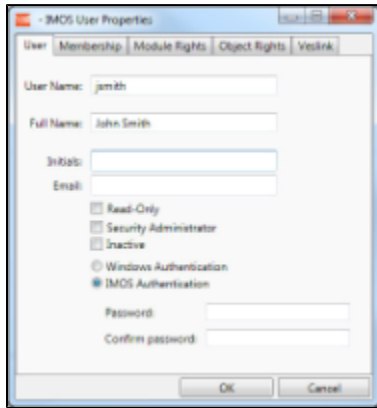 - IMOS User Properties
User Membership Module Rights Object Rights Veslink
User Name: jsmith
Full Name: John Smith
Initials:
Email:
Read-Only
Security Administrator
Inactive
Windows Authentication
IMOS Authentication
Password:
Confirm password:
OK Cancel